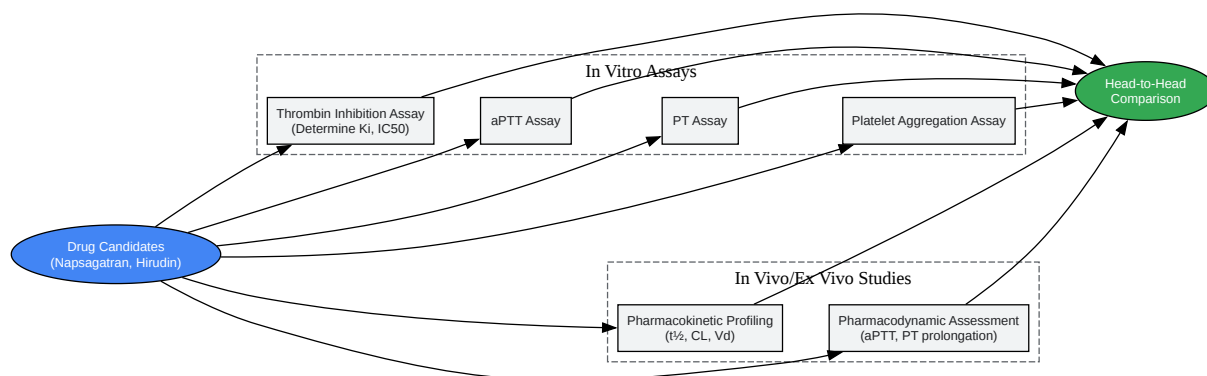 In Vitro Assays
Thrombin Inhibition Assay
(Determine Ki, IC50)
aPTT Assay
PT Assay
Platelet Aggregation Assay
Head-to-Head
Comparison
Drug Candidates
(Napsagatran, Hirudin)
In Vivo/Ex Vivo Studies
Pharmacokinetic Profiling
(t½, CL, Vd)
Pharmacodynamic Assessment
(aPTT, PT prolongation)